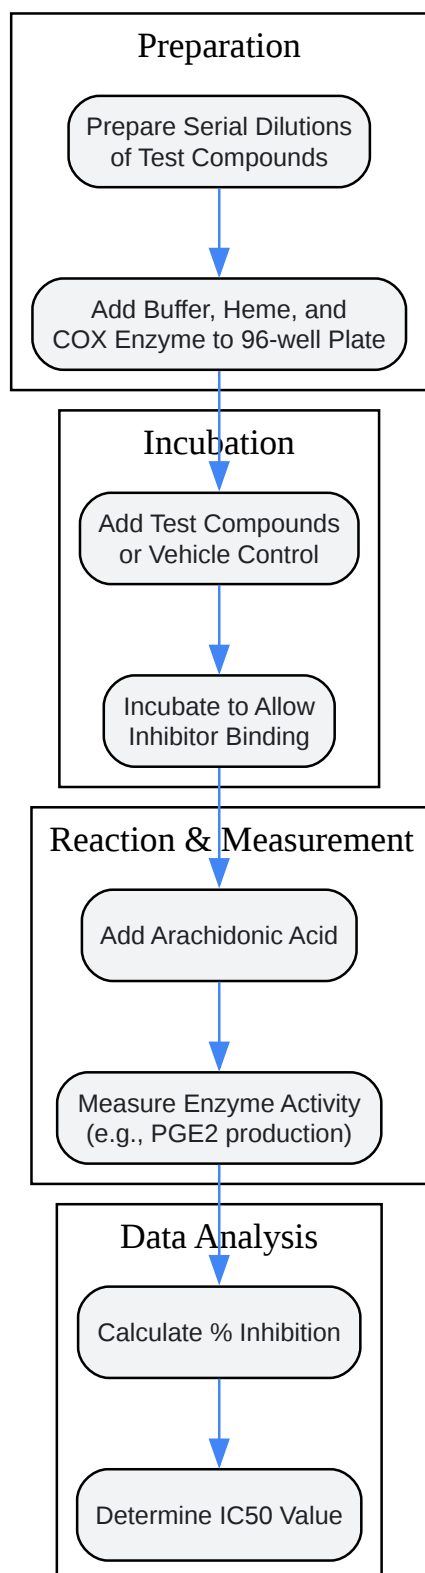 Preparation
Prepare Serial Dilutions
of Test Compounds
Add Buffer, Heme, and
COX Enzyme to 96-well Plate
Incubation
Add Test Compounds
or Vehicle Control
Incubate to Allow
Inhibitor Binding
Reaction & Measurement
Add Arachidonic Acid
Measure Enzyme Activity
(e.g., PGE2 production)
Data Analysis
Calculate % Inhibition
Determine IC50 Value